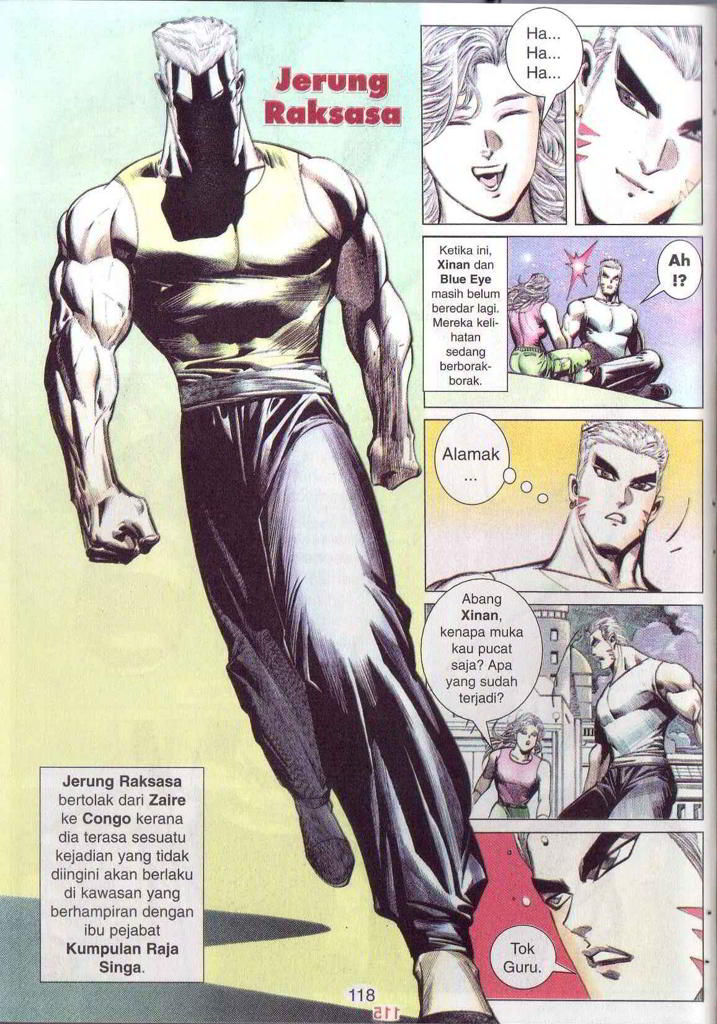 Jerung
Raksasa
Ha...
Ha...
Ha...
Ketika ini,
Xinan dan
Blue Eye
masih belum
beredar lagi.
Mereka keli-
hatan
sedang
berborak-
borak.
Ah
!?
Alamak
...
Abang
Xinan,
kenapa muka
kau pucat
saja? Apa
yang sudah
terjadi?
Jerung Raksasa
bertolak dari Zaire
ke Congo kerana
dia terasa sesuatu
kejadian yang tidak
diingini akan berlaku
di kawasan yang
berhampiran dengan
ibu pejabat
Kumpulan Raja
Singa.
Tok
Guru.
118
115